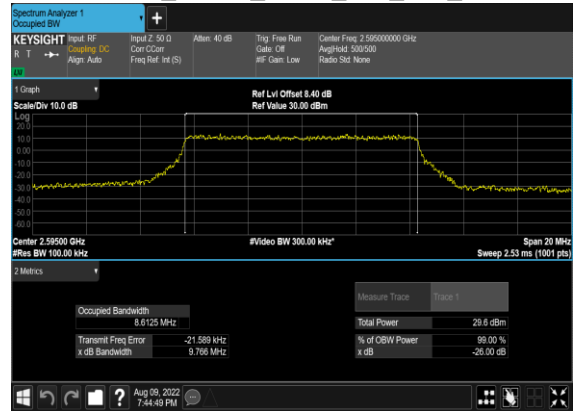 Spectrum Analyzer 1
Occupied BW
+
KEYSIGHT Input: RF Input Z: 50 Ω Atten: 40 dB Trig: Free Run Center Freq: 2.595000000 GHz
R T Coupling: DC Corr CCorr Gate: Off Avg|Hold: 500/500
Align: Auto Freq Ref: Int (S) #IF Gain: Low Radio Std: None
LXI
1 Graph
Ref Lvl Offset 8.40 dB
Scale/Div 10.0 dB Ref Value 30.00 dBm
Log
20.0
10.0
0.00
-10.0
-20.0
-30.0
-40.0
-50.0
-60.0
Center 2.59500 GHz #Video BW 300.00 kHz* Span 20 MHz
#Res BW 100.00 kHz Sweep 2.53 ms (1001 pts)
2 Metrics
Measure Trace Trace 1
Occupied Bandwidth
8.6125 MHz Total Power 29.6 dBm
Transmit Freq Error -21.589 kHz % of OBW Power 99.00 %
x dB Bandwidth 9.766 MHz x dB -26.00 dB
? Aug 09, 2022
7:44:49 PM